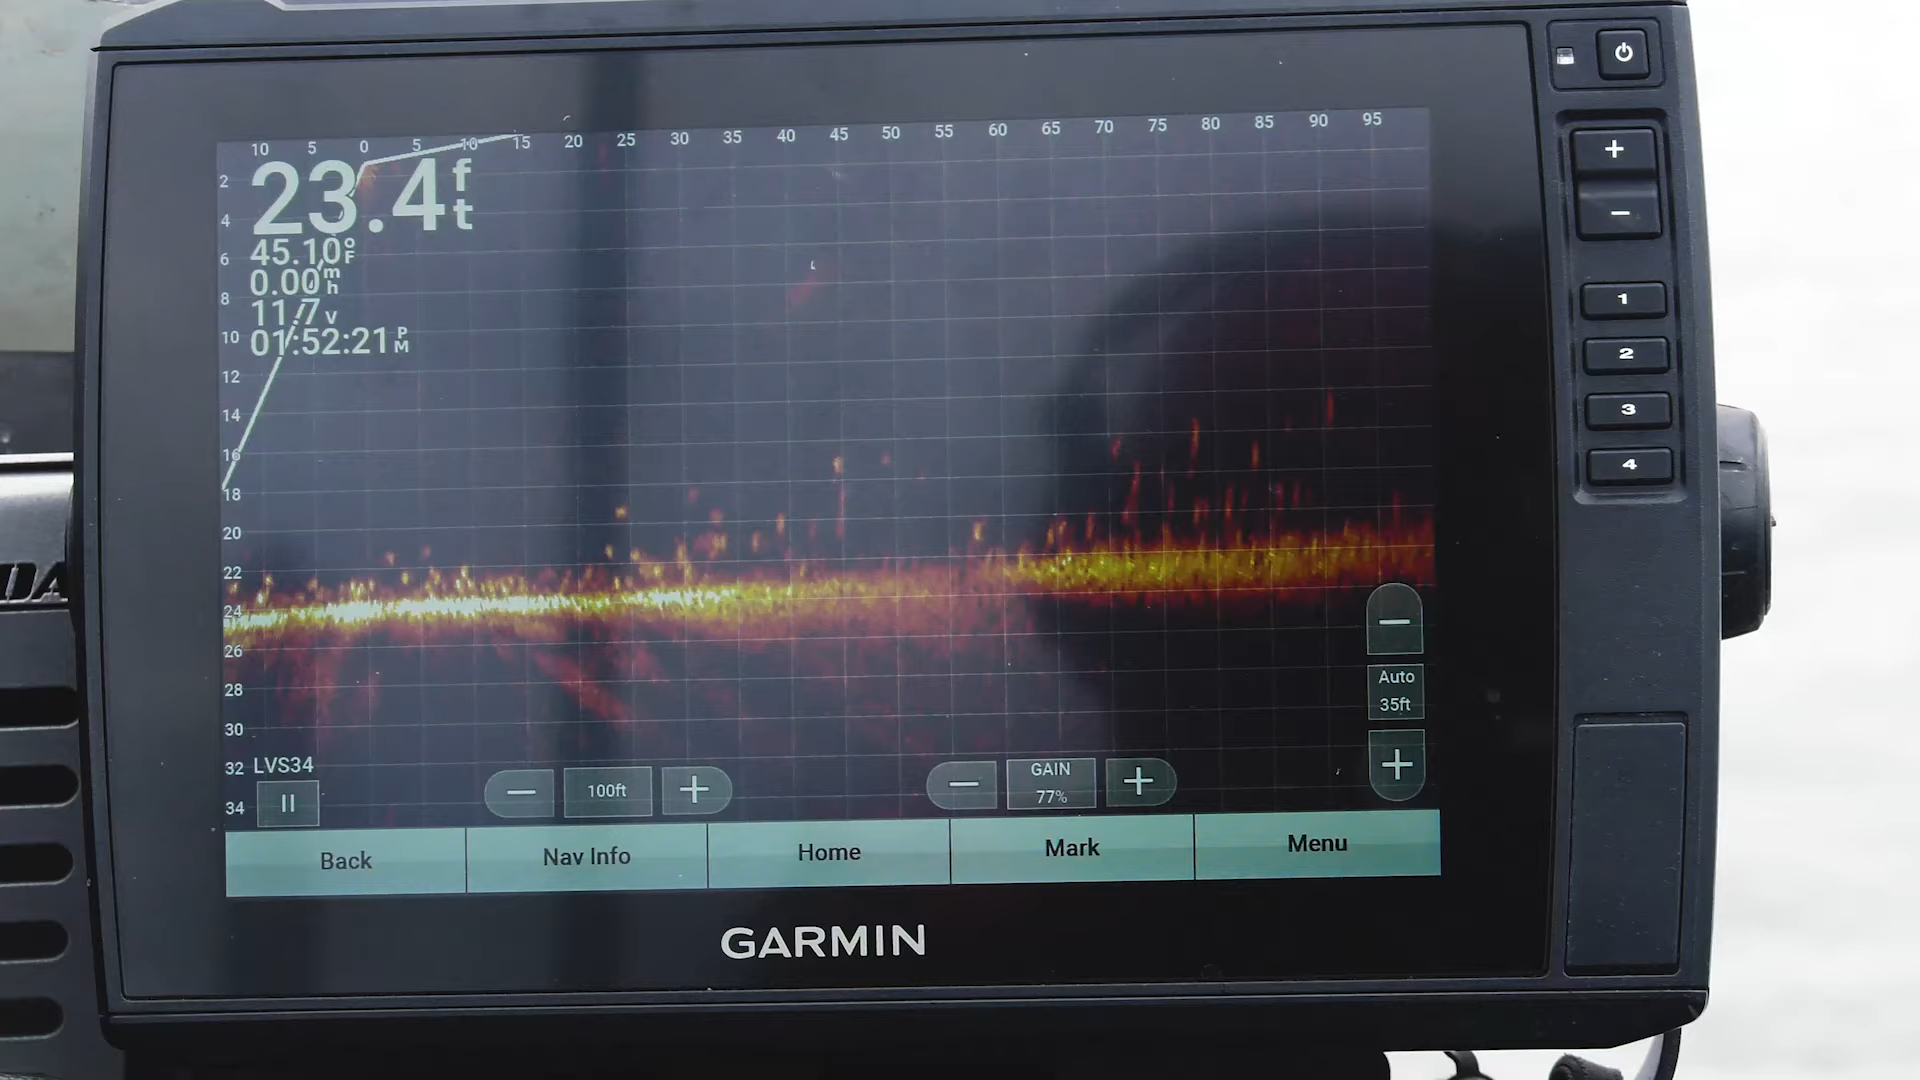 10 5 0 5 10 15 20 25 30 35 40 45 50 55 60 65 70 75 80 85 90 95
23.4 ft
45.10°F
0.00 mh
11.7 v
01:52:21 PM
2
4
6
8
10
12
14
16
18
20
22
24
26
28
30
32
34
LVS34
100ft
GAIN
77%
Auto
35ft
Back Nav Info Home Mark Menu
GARMIN
1
2
3
4